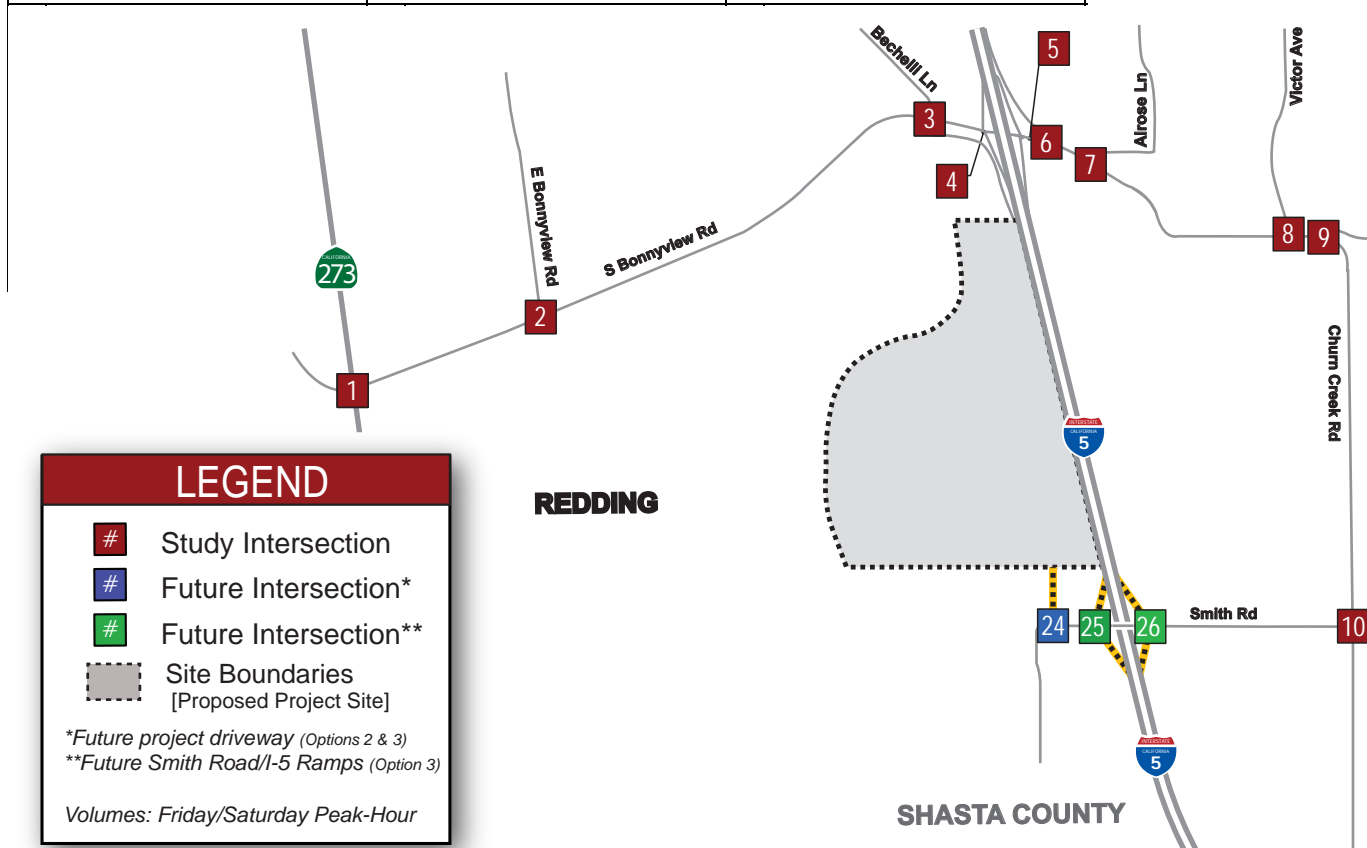 5
Bechelli Ln
Alrose Ln
Victor Ave
3
6
7
4
E Bonnyview Rd
S Bonnyview Rd
8
9
CALIFORNIA
273
2
Churn Creek Rd
1
INTERSTATE
CALIFORNIA
5
LEGEND
# Study Intersection
# Future Intersection*
# Future Intersection**
Site Boundaries
[Proposed Project Site]
*Future project driveway (Options 2 & 3)
**Future Smith Road/I-5 Ramps (Option 3)
Volumes: Friday/Saturday Peak-Hour
REDDING
24
25
26
Smith Rd
10
INTERSTATE
CALIFORNIA
5
SHASTA COUNTY